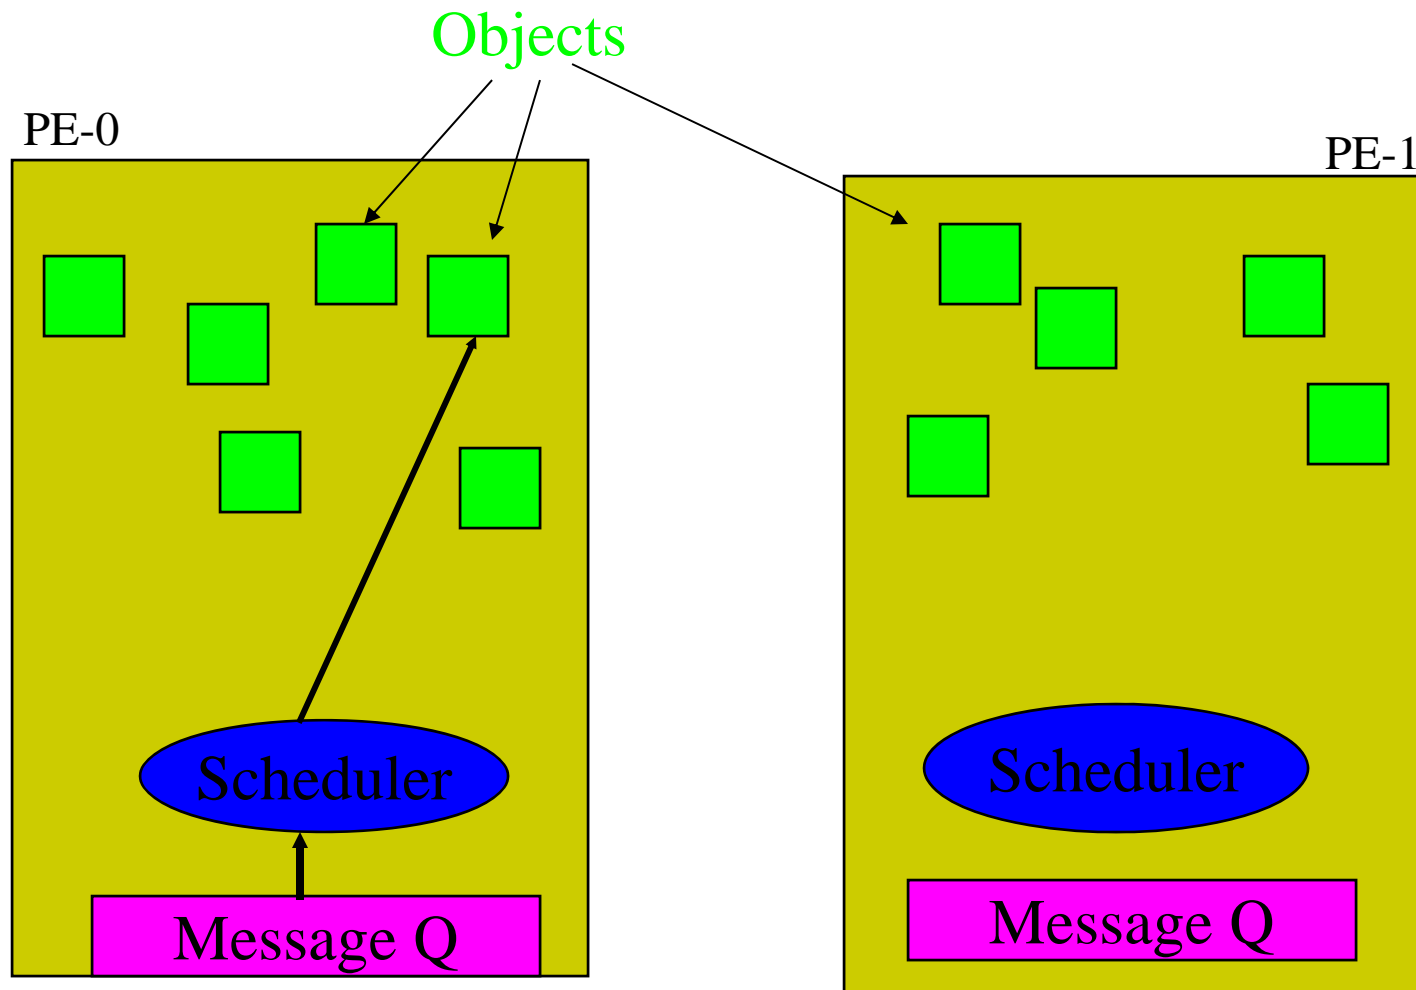 Objects
PE-0
PE-1
Scheduler
Scheduler
Message Q
Message Q